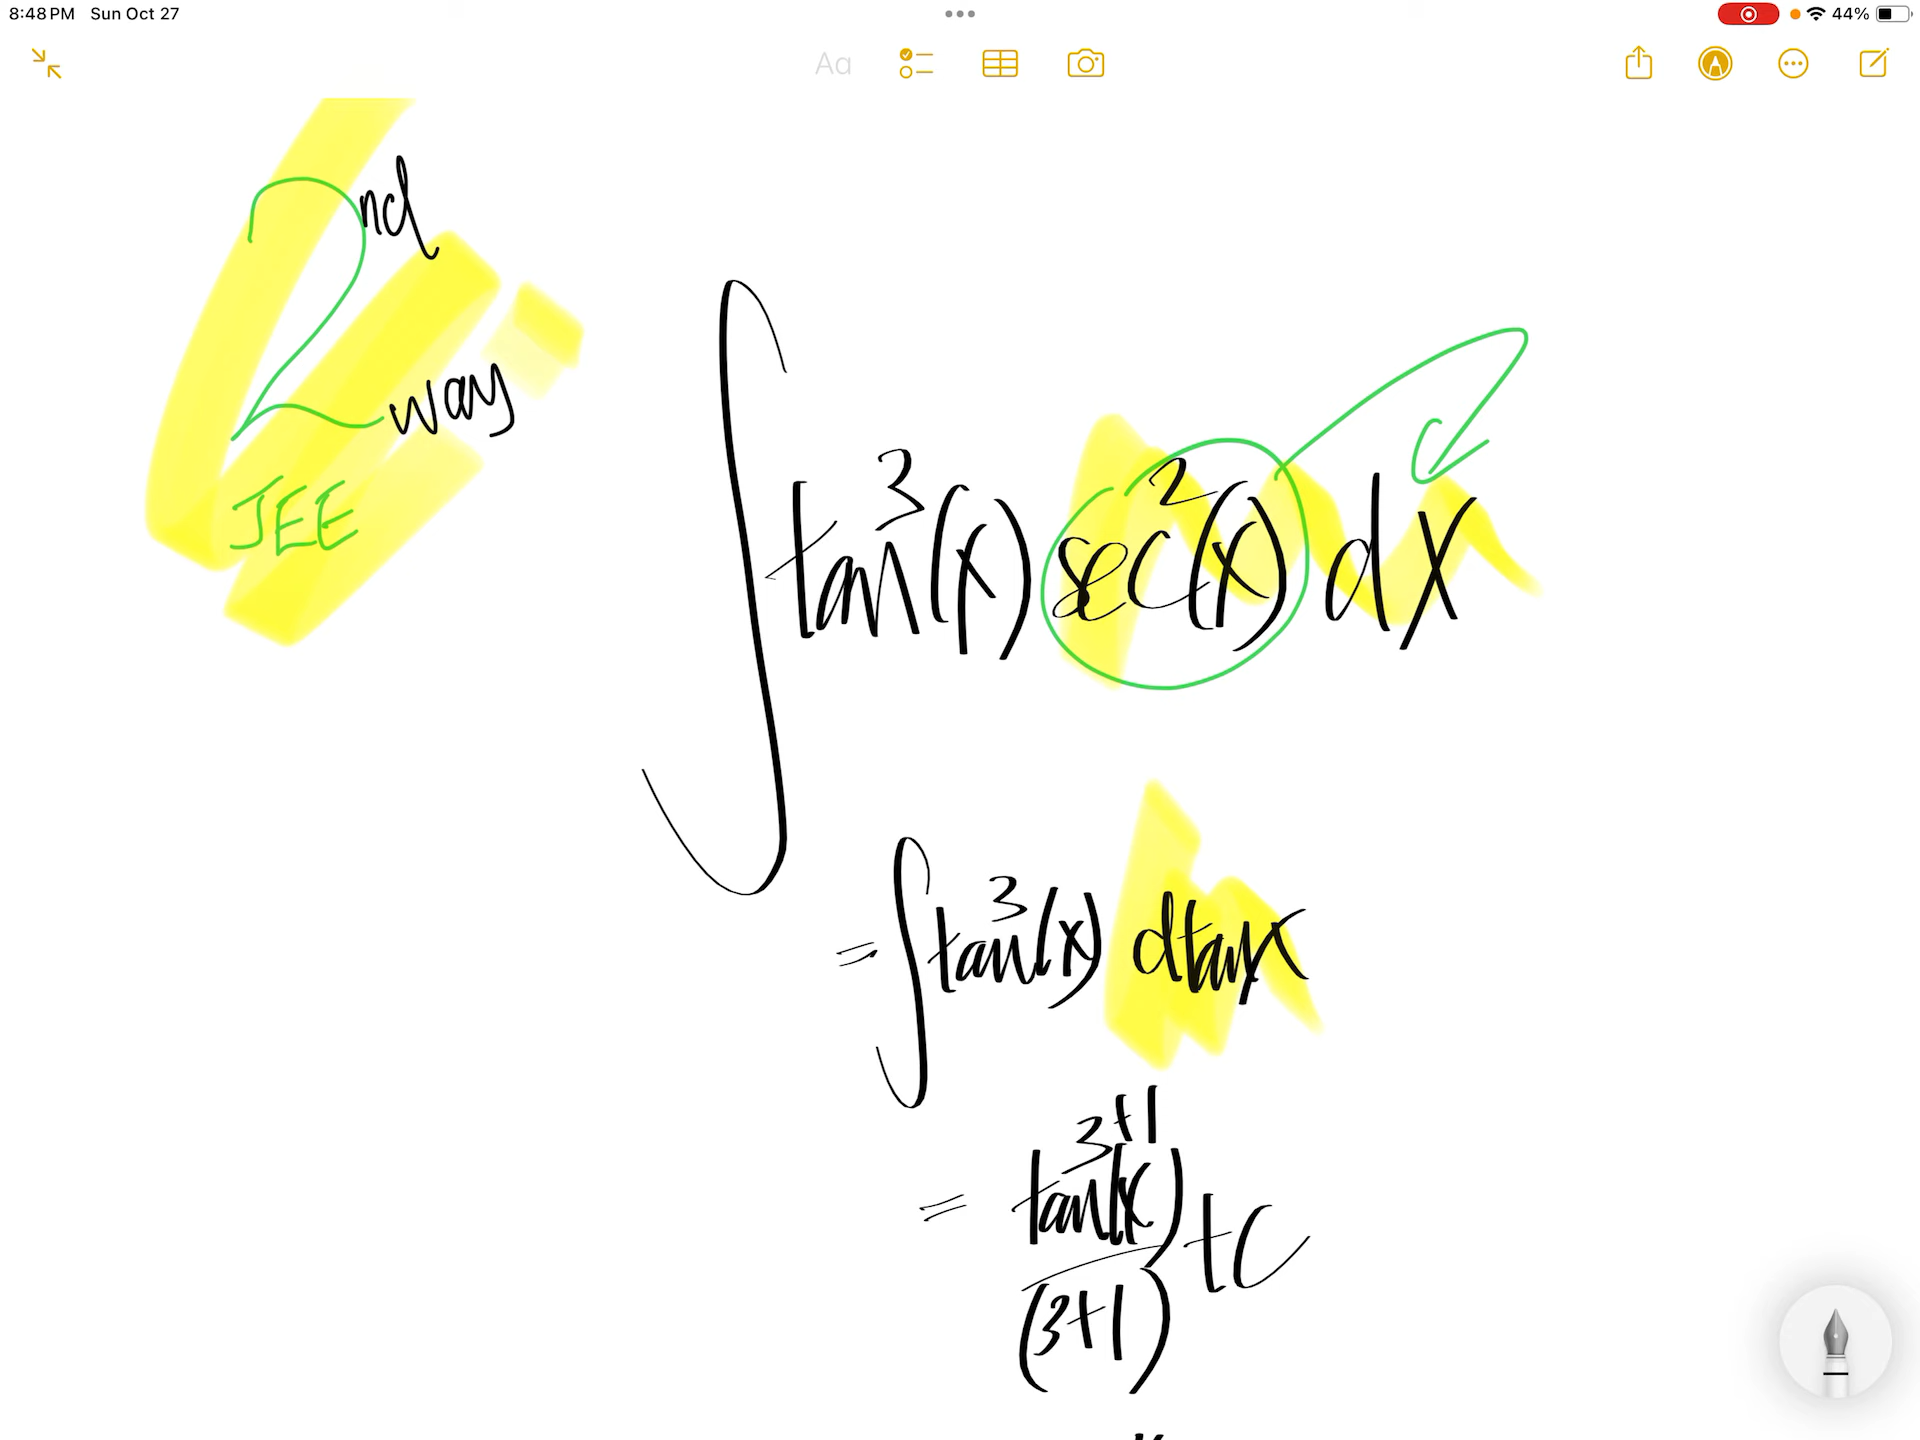 8:48 PM Sun Oct 27
44%
Aa
2nd
way
JEE
∫tan³(x) sec²(x) dx
= ∫tan³(x) dtanx
= tan³⁺¹(x)/(3+1) +C